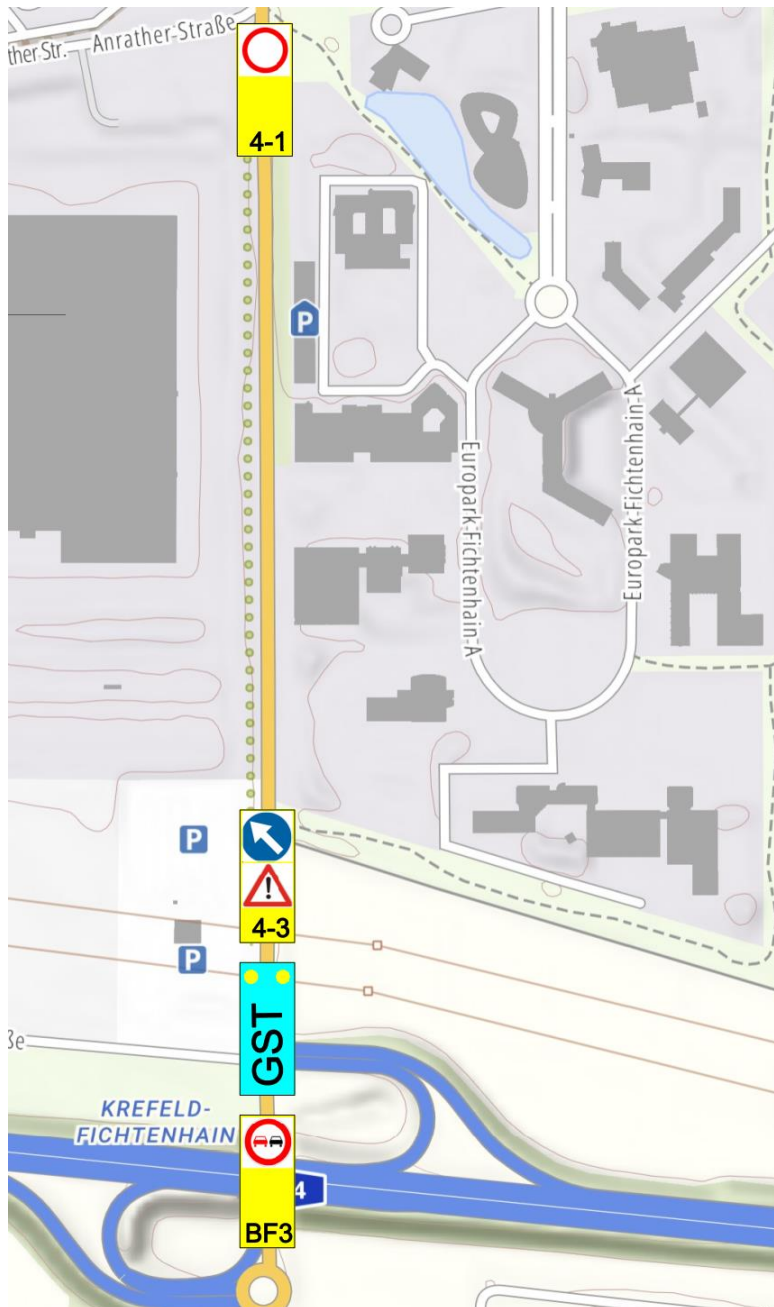 ther Str.
Anrather Straße
4-1
P
Europark-Fichtenhain-A
Europark-Fichtenhain-A
P
!
4-3
P
GST
ße
KREFELD-
FICHTENHAIN
4
BF3